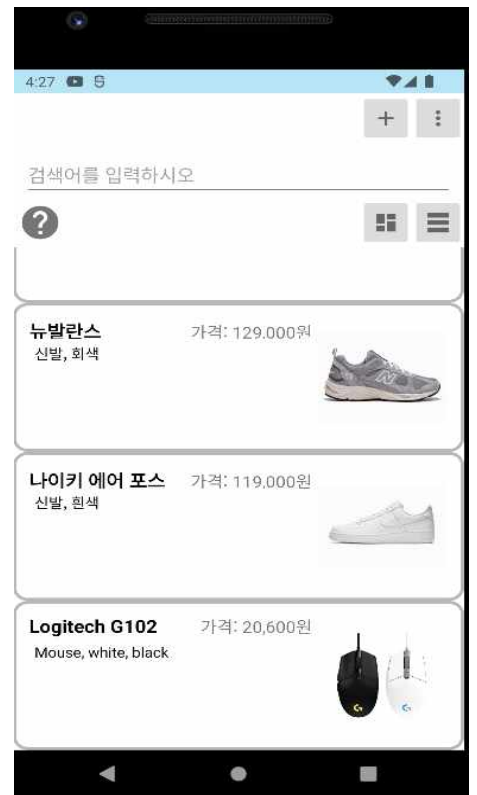 4:27
검색어를 입력하시오
?
뉴발란스
가격: 129.000원
신발, 회색
나이키 에어 포스
가격: 119,000원
신발, 흰색
Logitech G102
가격: 20,600원
Mouse, white, black